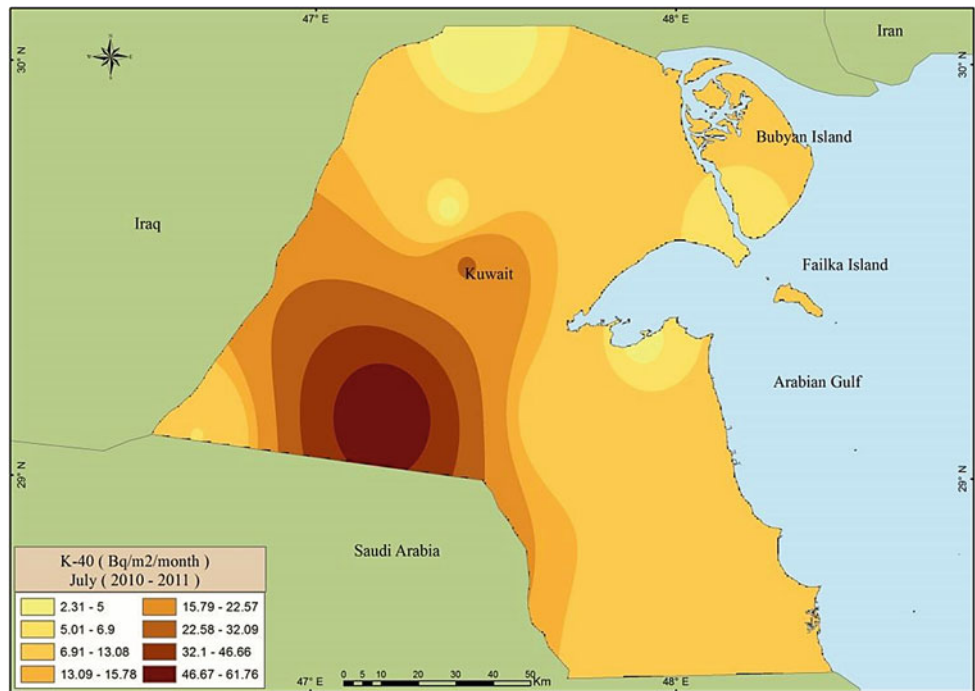 47° E
48° E
Iran
30° N
30° N
Bubyan Island
Iraq
Failka Island
Kuwait
Arabian Gulf
29° N
29° N
Saudi Arabia
K-40 ( Bq/m2/month )
July ( 2010 - 2011 )
2.31 - 5
15.79 - 22.57
5.01 - 6.9
22.58 - 32.09
6.91 - 13.08
32.1 - 46.66
13.09 - 15.78
46.67 - 61.76
0 5 10 20 30 40 50
Km
47° E
48° E